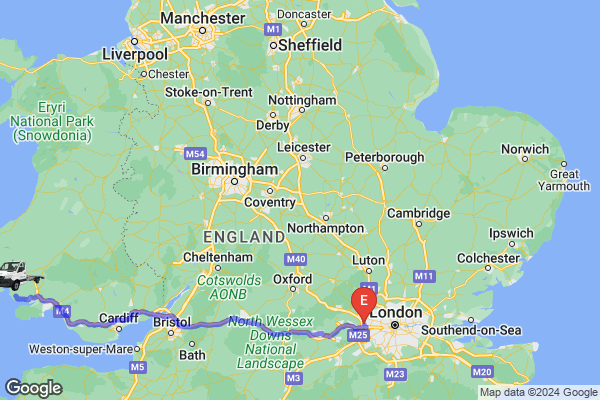 Manchester
Doncaster
M1
Liverpool
Sheffield
Chester
Stoke-on-Trent
Eryri
National Park
(Snowdonia)
Nottingham
Derby
Leicester
Peterborough
Norwich
M54
Birmingham
Great
Yarmouth
Coventry
Cambridge
Northampton
ENGLAND
Ipswich
M40
Luton
Colchester
Cheltenham
M11
Cotswolds
AONB
Oxford
M1
E
M4
Cardiff
Bristol
North Wessex
Downs
National
Landscape
London
M25
Southend-on-Sea
Weston-super-Mare
Bath
M5
M3
M23
M20
Google
Map data ©2024 Google